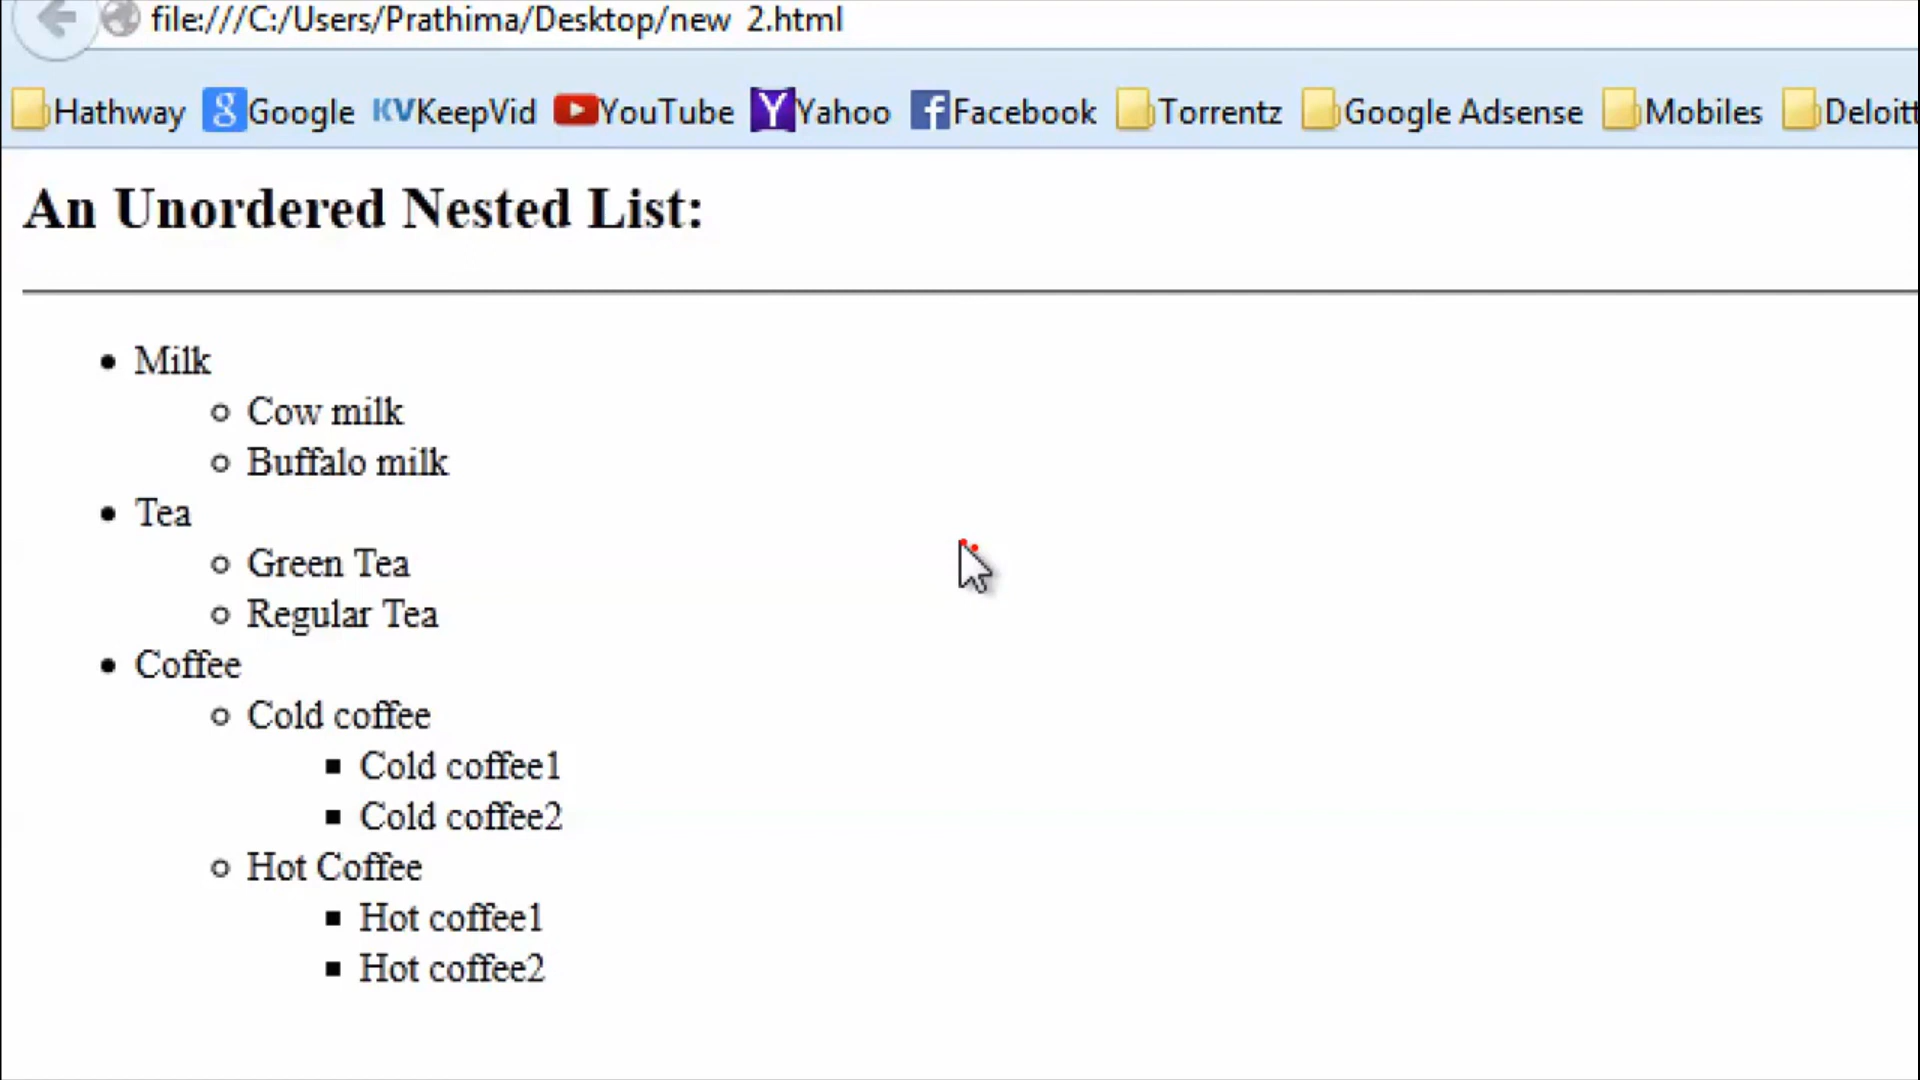 file:///C:/Users/Prathima/Desktop/new 2.html
Hathway Google KVKeepVid YouTube Yahoo Facebook Torrentz Google Adsense Mobiles Deloitt
An Unordered Nested List:
Milk
Cow milk
Buffalo milk
Tea
Green Tea
Regular Tea
Coffee
Cold coffee
Cold coffee1
Cold coffee2
Hot Coffee
Hot coffee1
Hot coffee2